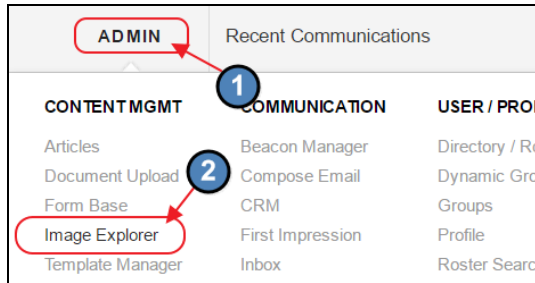 ADMIN Recent Communications
1
CONTENT MGMT COMMUNICATION USER /
Articles Beacon Manager Directory /
Document Upload 2 Compose Email Dynamic
Form Base CRM Groups
Image Explorer First Impression Profile
Template Manager Inbox Roster